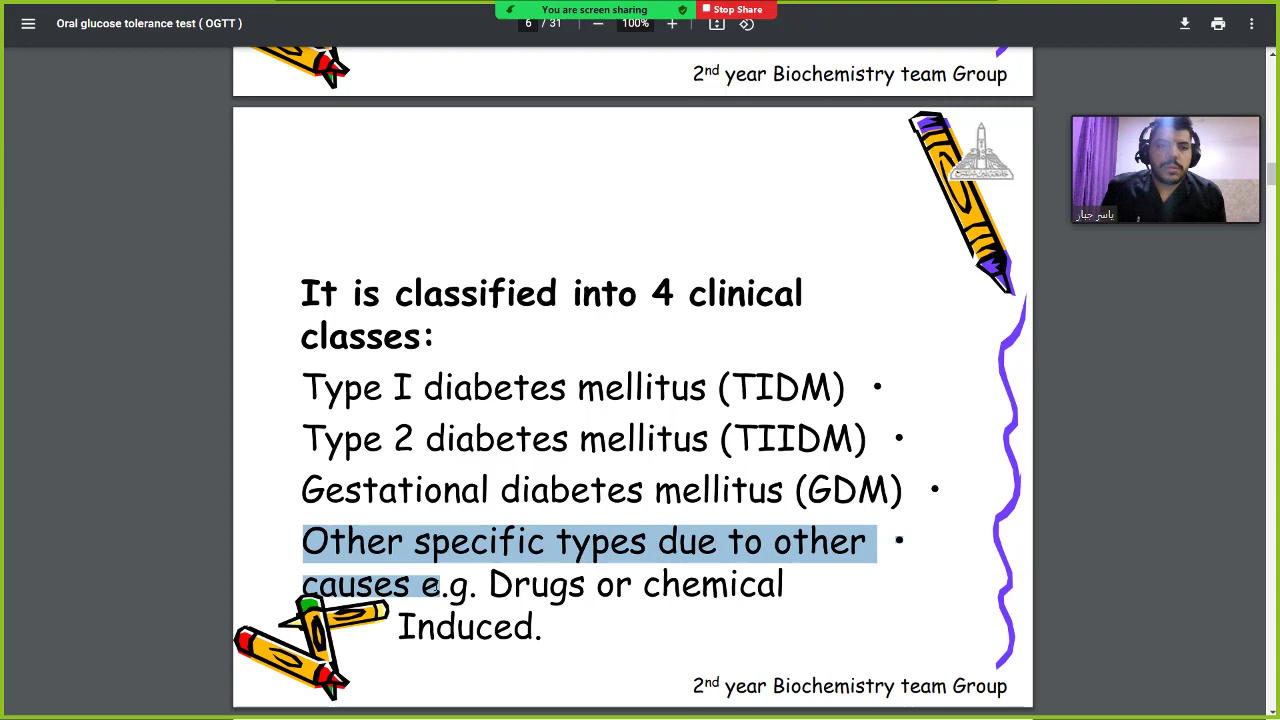 You are screen sharing
Stop Share
Oral glucose tolerance test ( OGTT )
6 / 31
100%
2nd year Biochemistry team Group
ياسر جبار
It is classified into 4 clinical
classes:
Type I diabetes mellitus (TIDM) •
Type 2 diabetes mellitus (TIIDM) •
Gestational diabetes mellitus (GDM) •
Other specific types due to other •
causes e.g. Drugs or chemical
Induced.
2nd year Biochemistry team Group